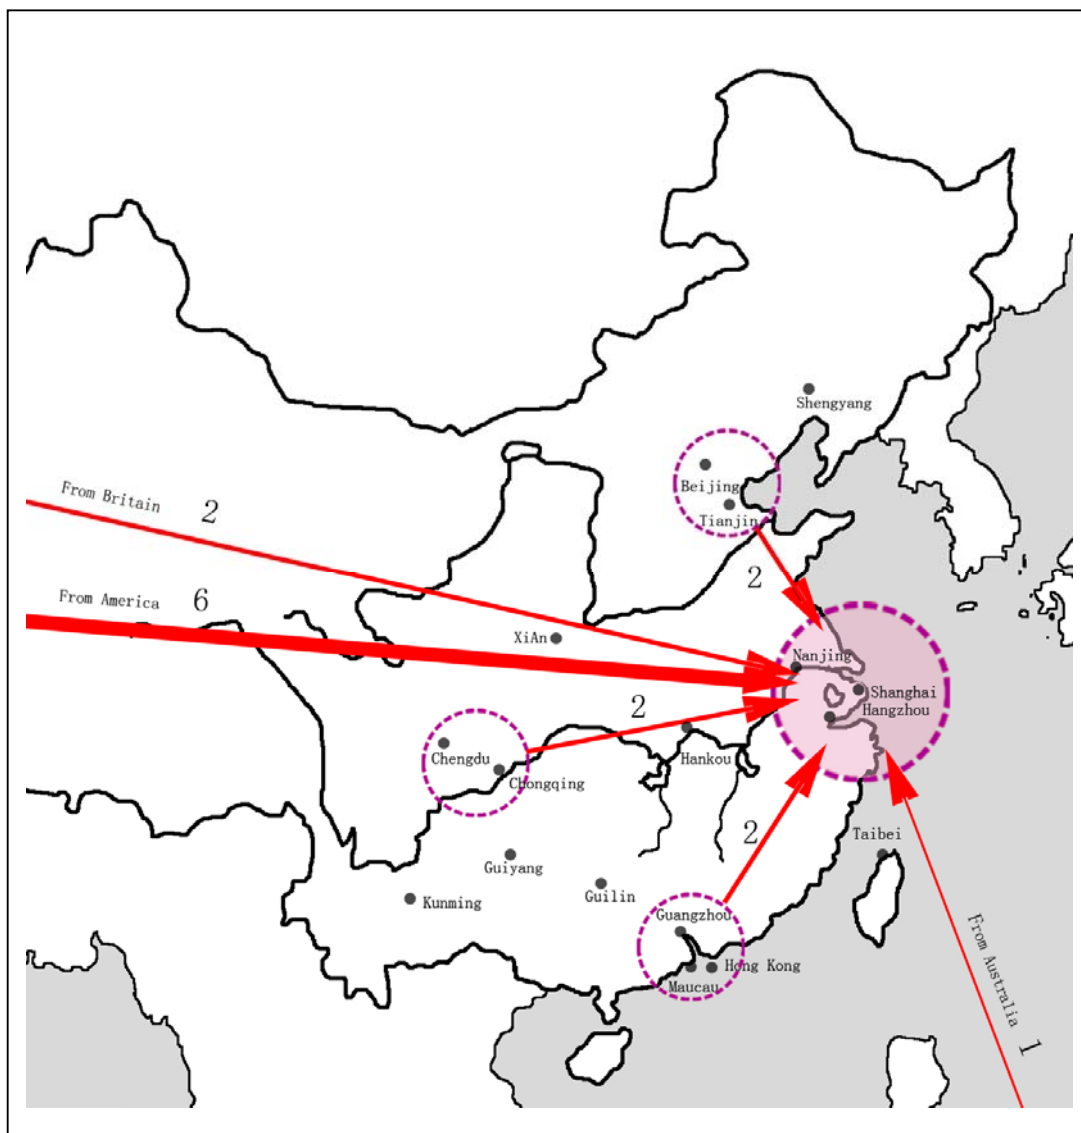 Shengyang
Beijing
Tianjin
From Britain
2
2
From America
6
XiAn
Nanjing
Shanghai
Hangzhou
2
Chengdu
Chongqing
Hankou
2
Taibei
Guiyang
Guilin
Kunming
Guangzhou
Hong Kong
Maucau
From Australia
1